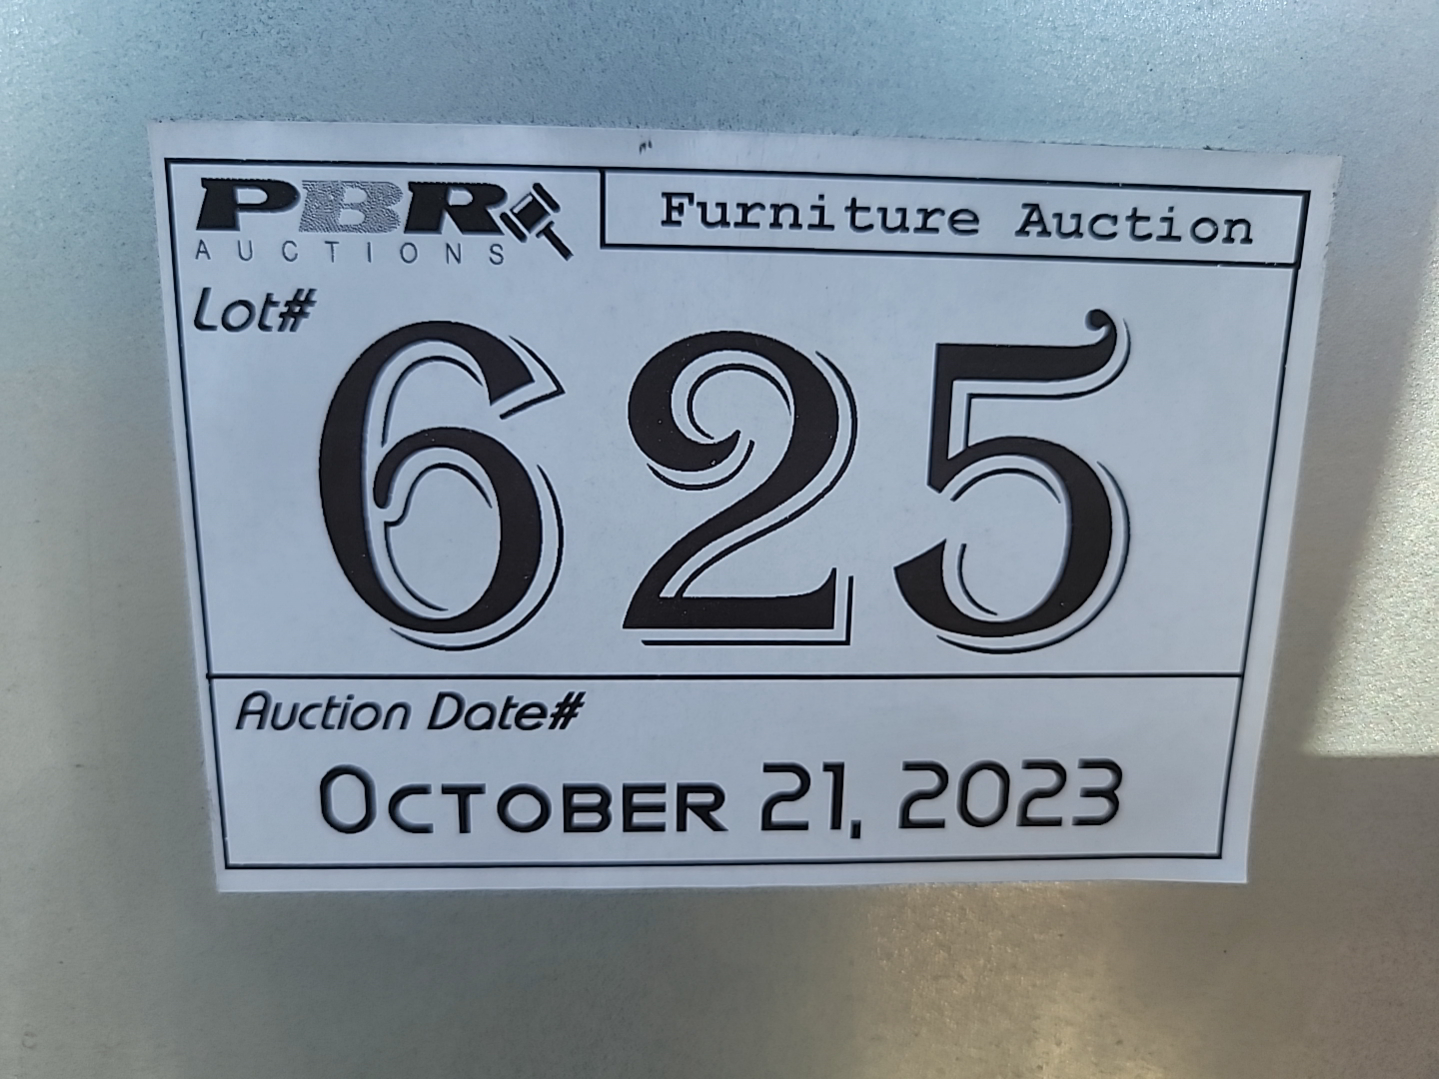 PBR
AUCTIONS
Furniture Auction
Lot#
625
Auction Date#
OCTOBER 21, 2023